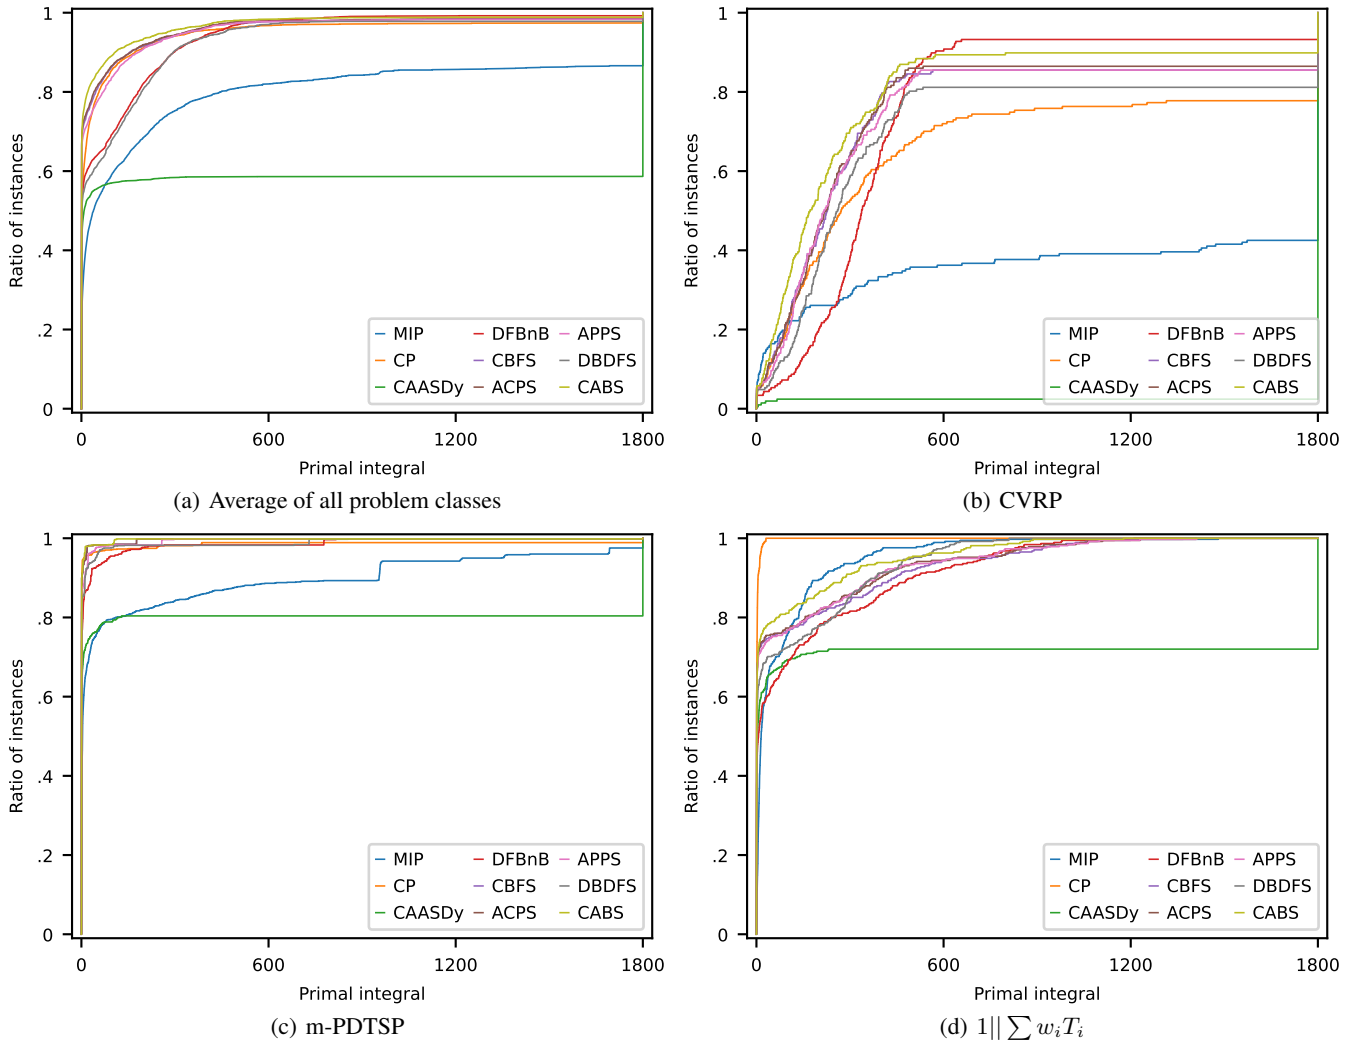 1
.8
.6
.4
.2
0
Ratio of instances
MIP
CP
CAASDy
DFBnB
CBFS
ACPS
APPS
DBDFS
CABS
0
600
1200
1800
Primal integral
(a) Average of all problem classes
1
.8
.6
.4
.2
0
Ratio of instances
MIP
CP
CAASDy
DFBnB
CBFS
ACPS
APPS
DBDFS
CABS
0
600
1200
1800
Primal integral
(b) CVRP
1
.8
.6
.4
.2
0
Ratio of instances
MIP
CP
CAASDy
DFBnB
CBFS
ACPS
APPS
DBDFS
CABS
0
600
1200
1800
Primal integral
(c) m-PDTSP
1
.8
.6
.4
.2
0
Ratio of instances
MIP
CP
CAASDy
DFBnB
CBFS
ACPS
APPS
DBDFS
CABS
0
600
1200
1800
Primal integral
(d) 1|| ∑ wᵢTᵢ